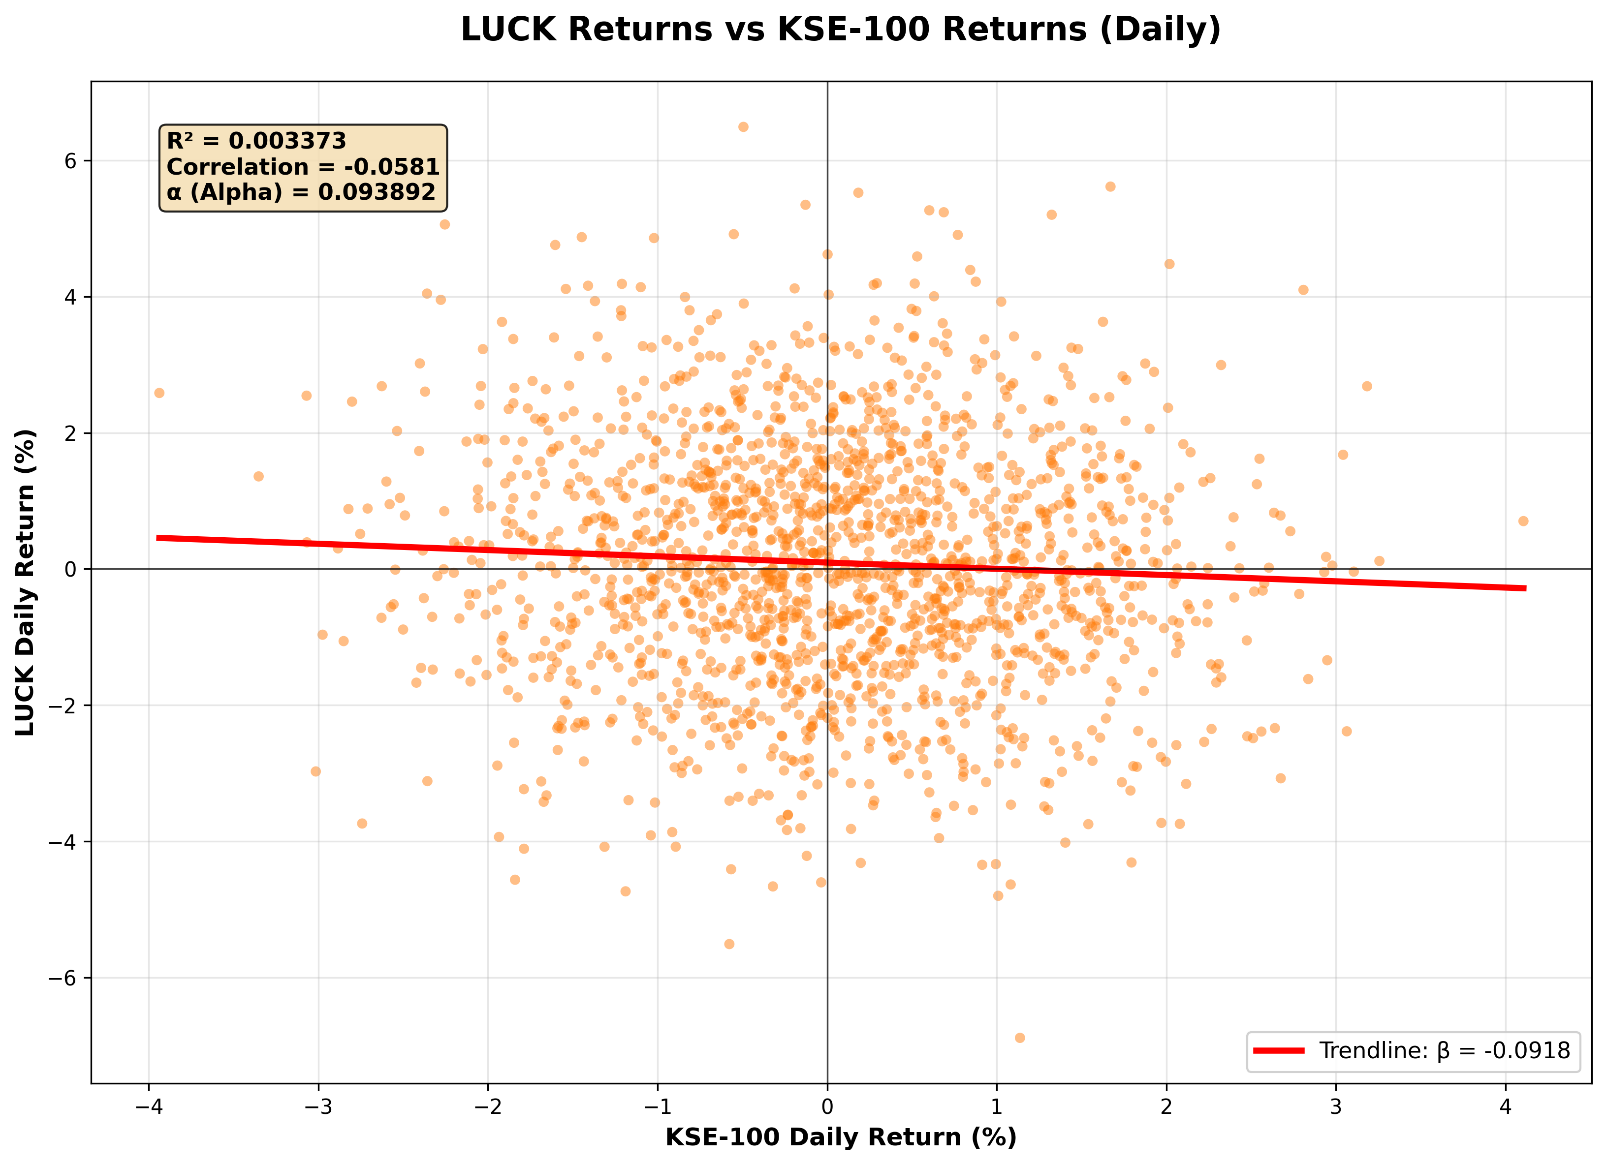 LUCK Returns vs KSE-100 Returns (Daily)
R² = 0.003373
Correlation = -0.0581
α (Alpha) = 0.093892
6
4
2
0
−2
−4
−6
LUCK Daily Return (%)
Trendline: β = -0.0918
−4
−3
−2
−1
0
1
2
3
4
KSE-100 Daily Return (%)